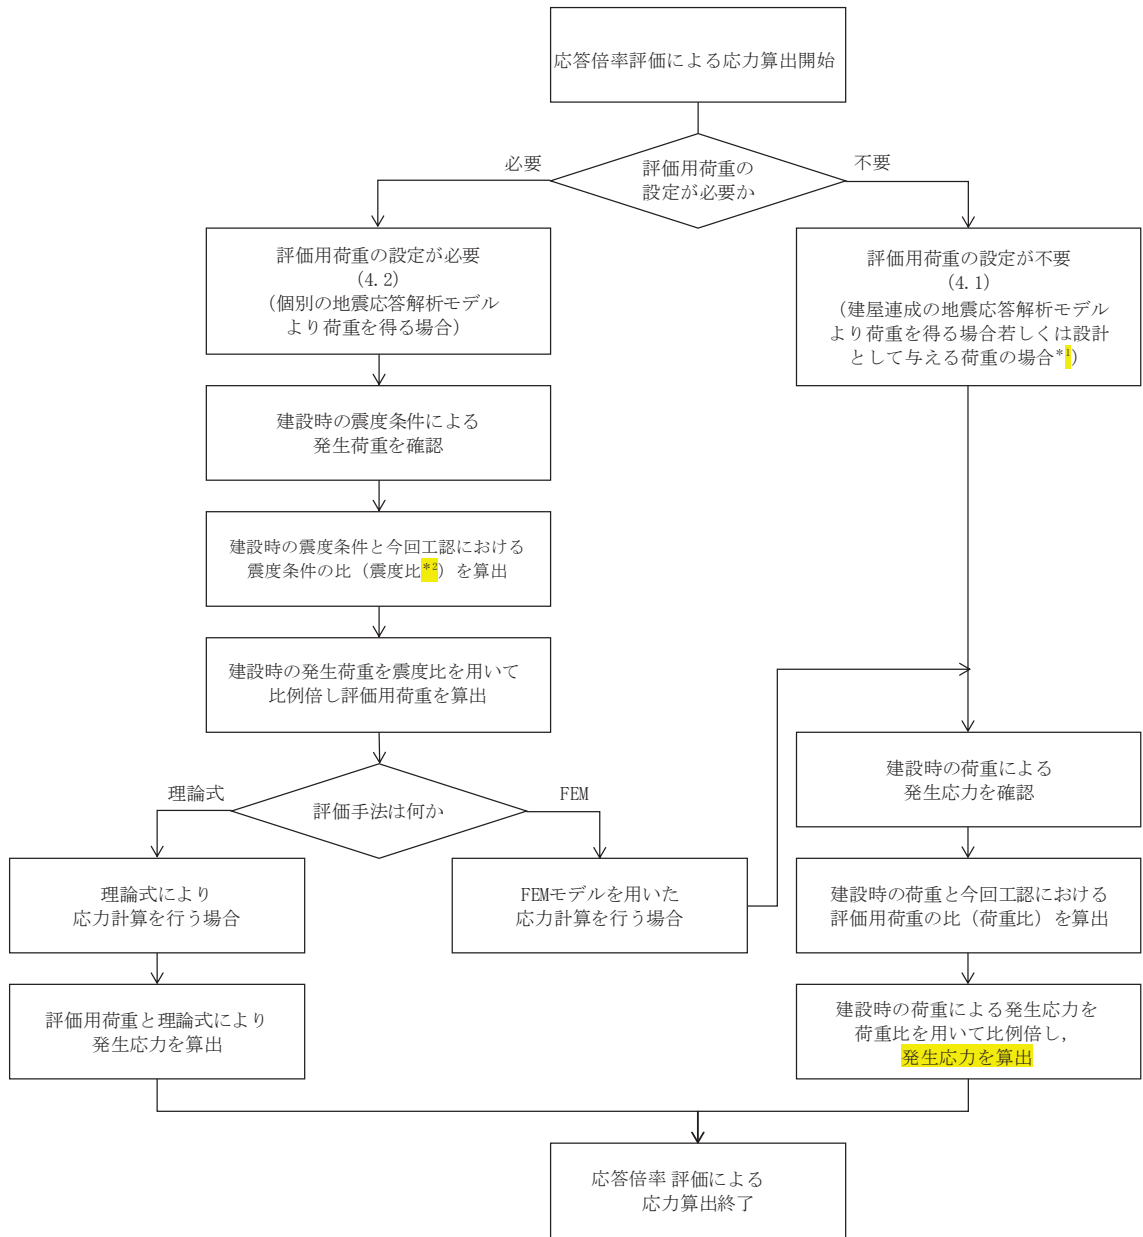 応答倍率評価による応力算出開始
評価用荷重の
設定が必要か
必要
不要
評価用荷重の設定が必要
(4.2)
(個別の地震応答解析モデル
より荷重を得る場合)
評価用荷重の設定が不要
(4.1)
(建屋連成の地震応答解析モデル
より荷重を得る場合若しくは設計
として与える荷重の場合*1)
建設時の震度条件による
発生荷重を確認
建設時の震度条件と今回工認における
震度条件の比(震度比*2)を算出
建設時の発生荷重を震度比を用いて
比例倍し評価用荷重を算出
評価手法は何か
理論式
FEM
理論式により
応力計算を行う場合
FEMモデルを用いた
応力計算を行う場合
評価用荷重と理論式により
発生応力を算出
建設時の荷重による
発生応力を確認
建設時の荷重と今回工認における
評価用荷重の比(荷重比)を算出
建設時の荷重による発生応力を
荷重比を用いて比例倍し,
発生応力を算出
応答倍率 評価による
応力算出終了